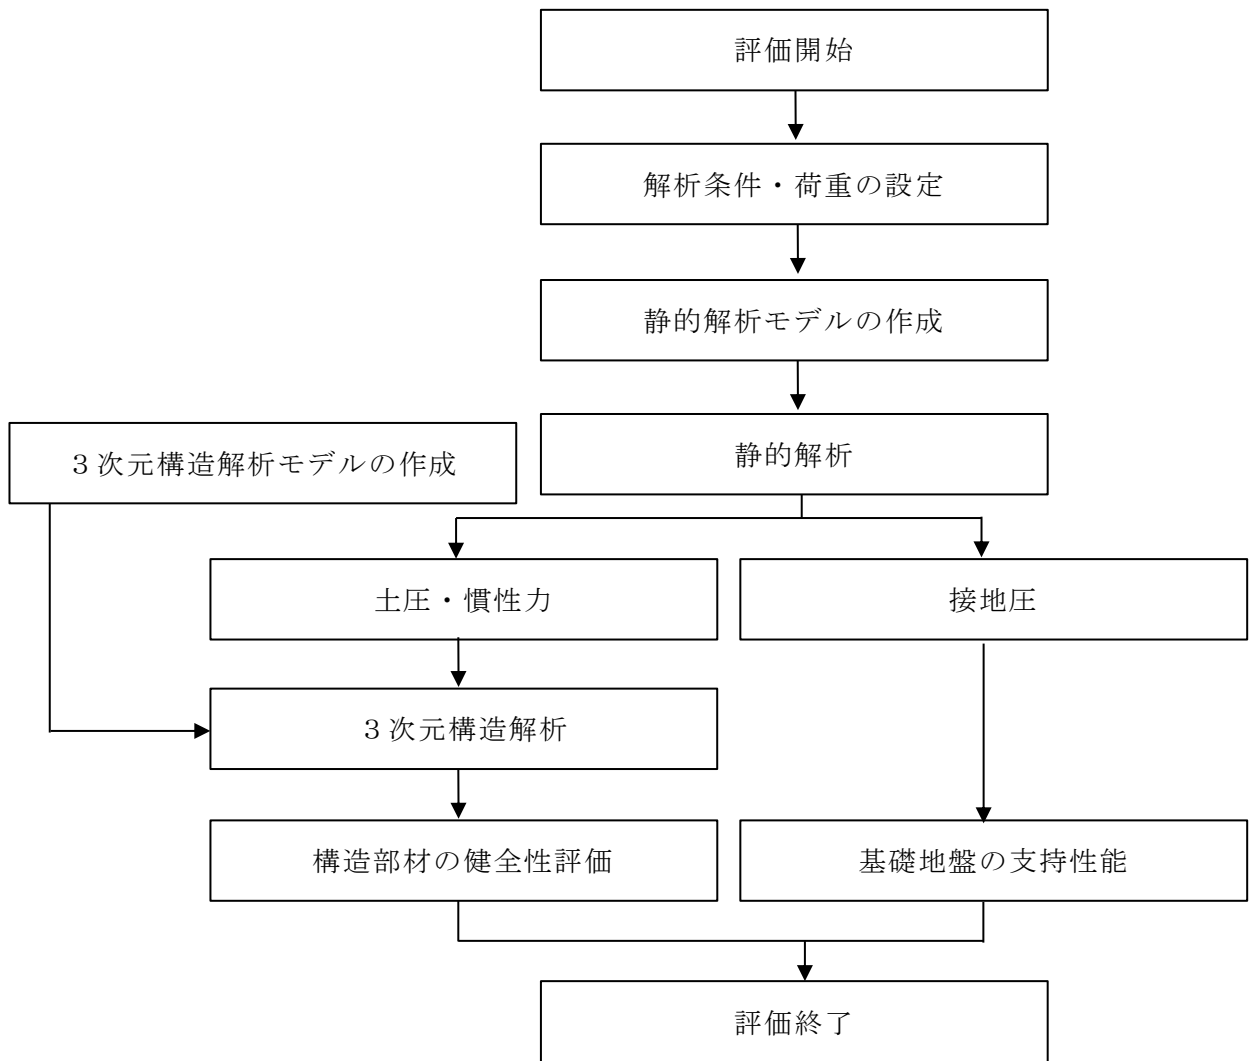 評価開始
解析条件・荷重の設定
静的解析モデルの作成
静的解析
３次元構造解析モデルの作成
土圧・慣性力
接地圧
３次元構造解析
構造部材の健全性評価
基礎地盤の支持性能
評価終了